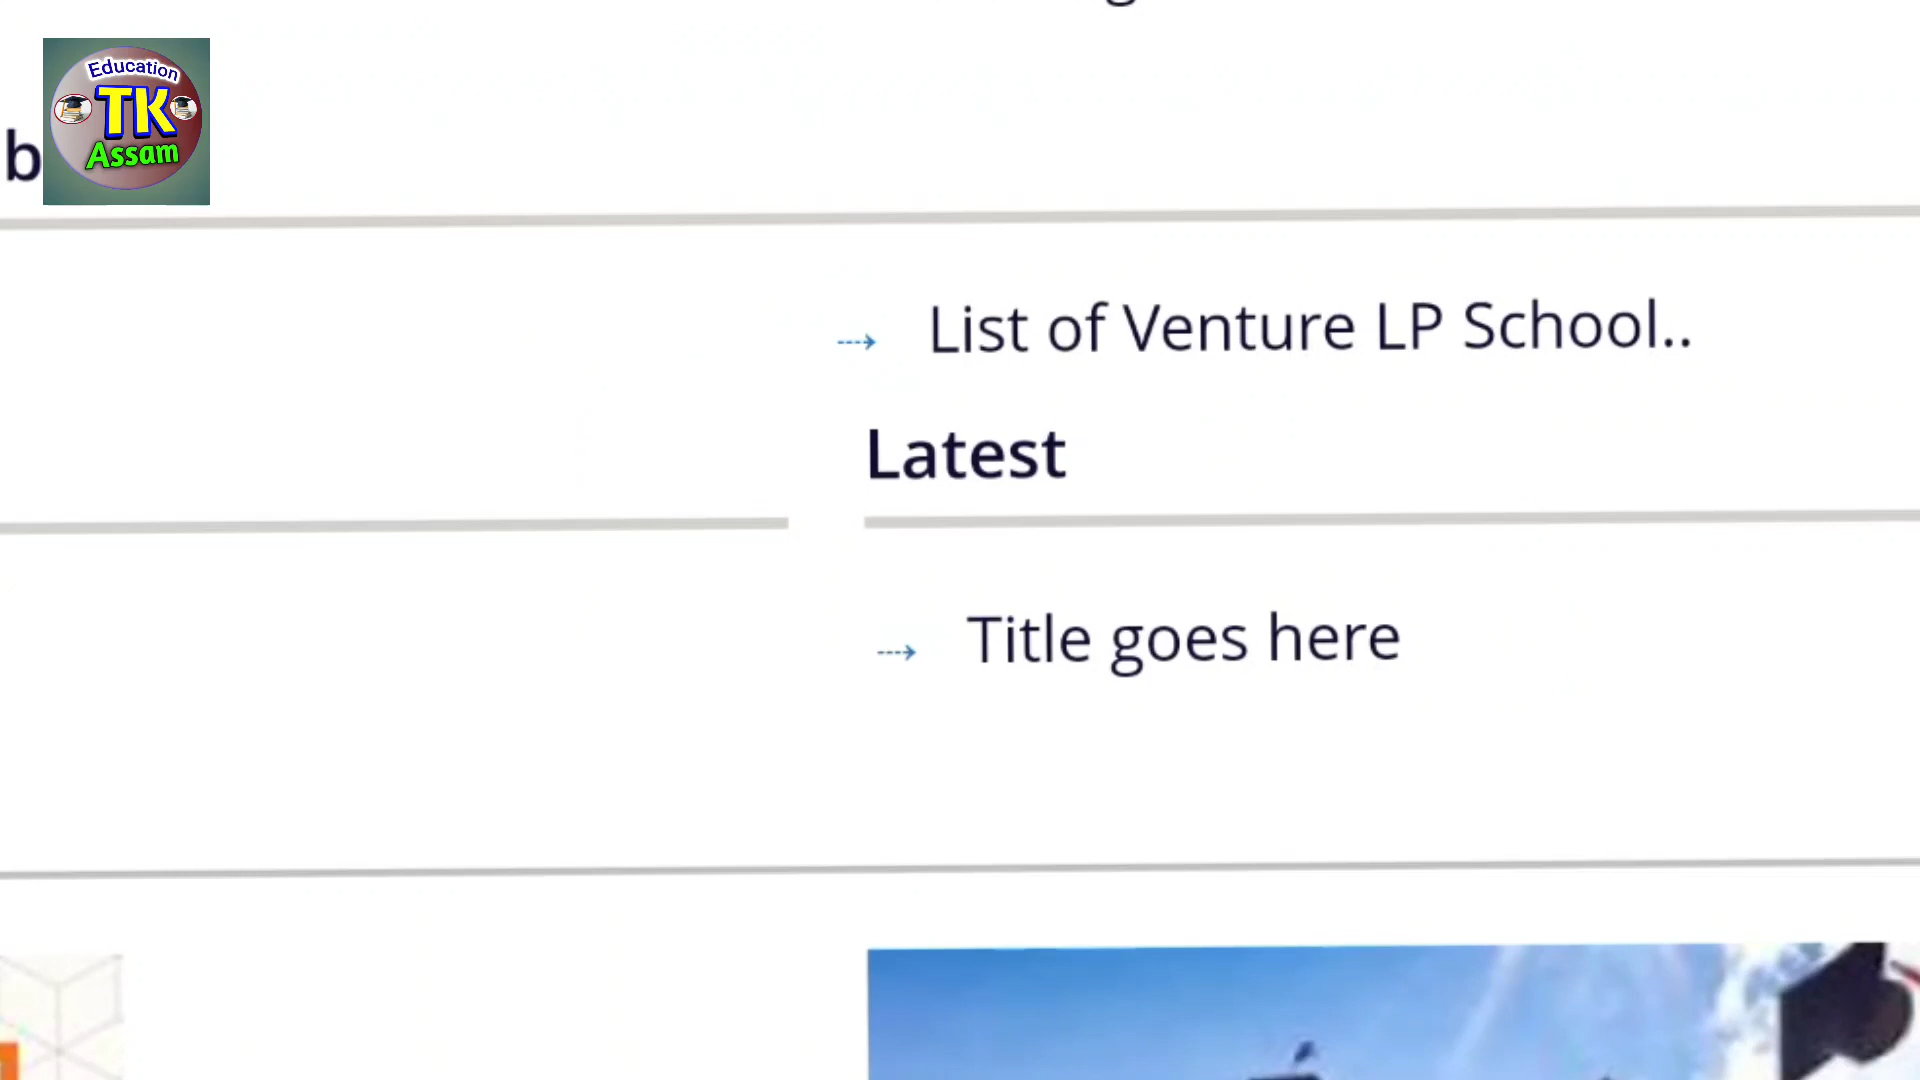 Education
TK
Assam
b
List of Venture LP School..
Latest
Title goes here